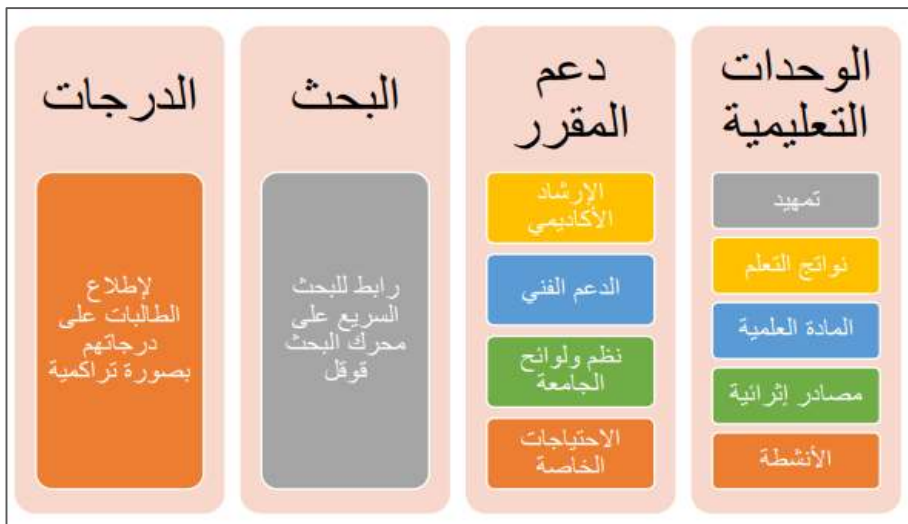 الوحدات
التعليمية
تمهيد
نواتج التعلم
المادة العلمية
مصادر إثرائية
الأنشطة
دعم
المقرر
الإرشاد
الأكاديمي
الدعم الفني
نظم ولوائح
الجامعة
الاحتياجات
الخاصة
البحث
رابط للبحث
السريع على
محرك البحث
قوقل
الدرجات
لإطلاع
الطالبات على
درجاتهم
بصورة تراكمية